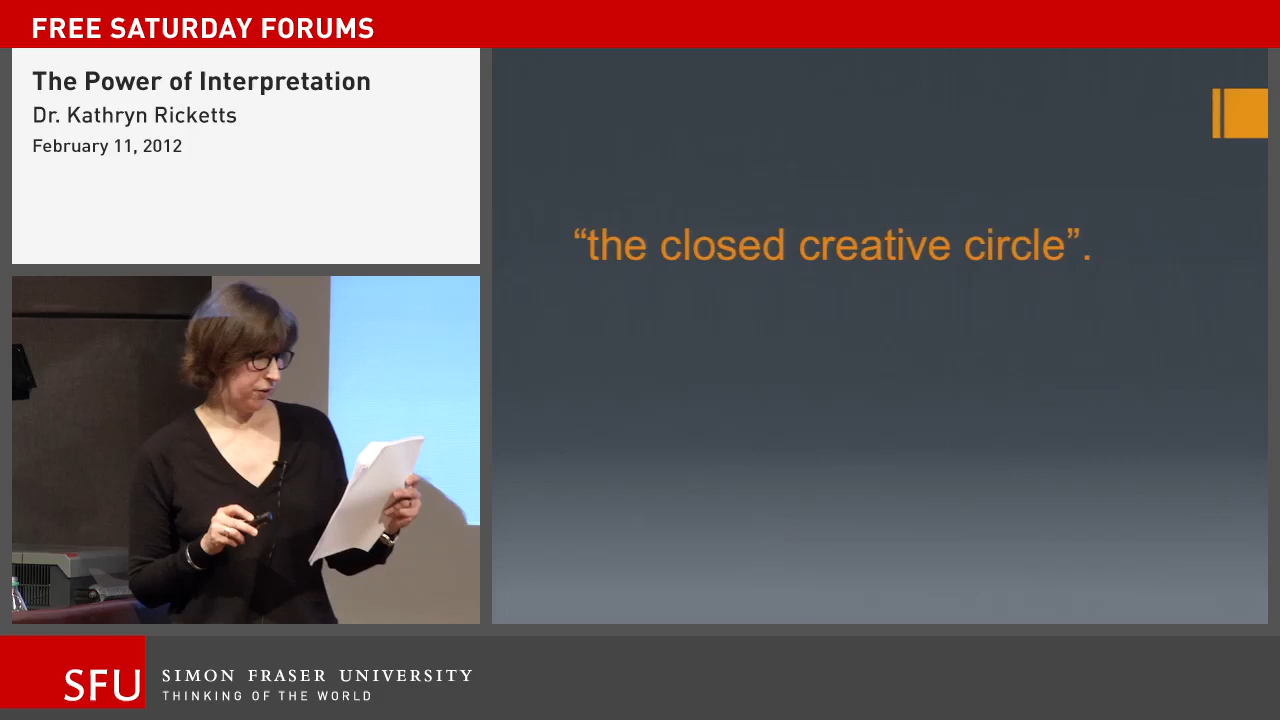 FREE SATURDAY FORUMS
The Power of Interpretation
Dr. Kathryn Ricketts
February 11, 2012
“the closed creative circle”.
SFU
SIMON FRASER UNIVERSITY
THINKING OF THE WORLD